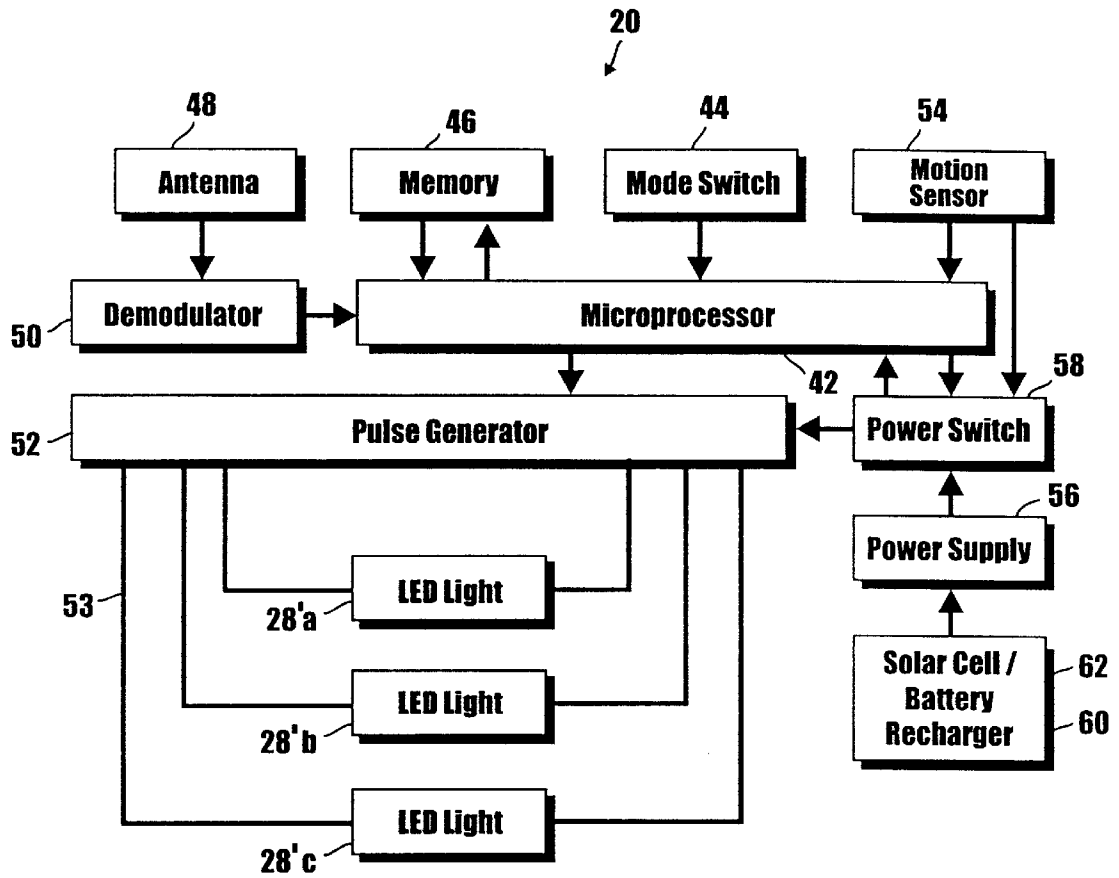 20
48
46
44
54
Antenna
Memory
Mode Switch
Motion
Sensor
50
Demodulator
Microprocessor
42
58
52
Pulse Generator
Power Switch
56
Power Supply
53
LED Light
28'a
Solar Cell /
Battery
Recharger
62
60
LED Light
28'b
LED Light
28'c